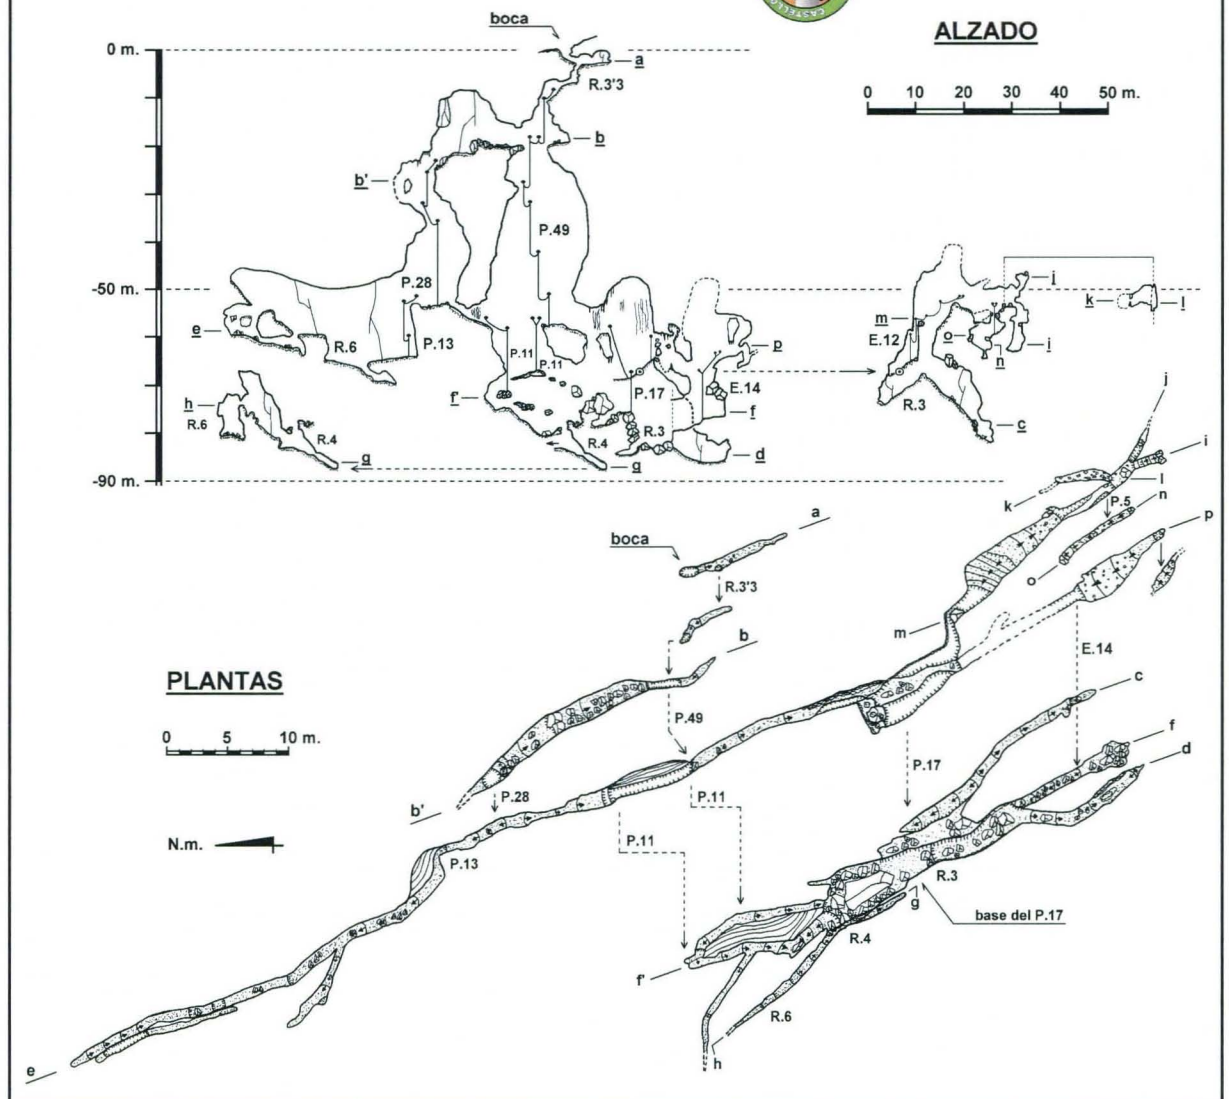 CASTELLO
boca
ALZADO
0 m.
a
R.3'3
0 10 20 30 40 50 m.
b
b'
P.49
P.28
-50 m.
j
k
l
m
e
R.6
P.13
P.11
P.11
p
E.12
o
n
i
h
R.6
f'
P.17
E.14
f
R.3
c
R.4
R.4
R.3
g
g
d
-90 m.
j
i
l
k
P.5
n
p
a
boca
R.3'3
o
b
m
E.14
PLANTAS
0 5 10 m.
P.49
c
f
d
P.17
b'
P.28
P.11
N.m.
P.11
P.13
R.3
g
base del P.17
R.4
f'
R.6
h
e